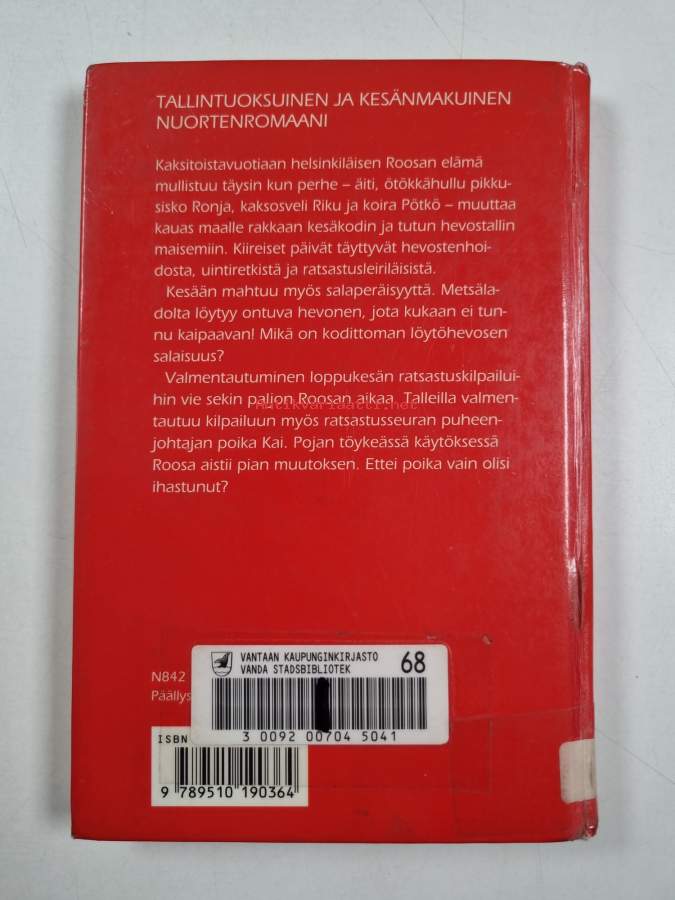 TALLINTUOKSUINEN JA KESÄNMAKUINEN
NUORTENROMAANI
Kaksitoistavuotiaan helsinkiläisen Roosan elämä
mullistuu täysin kun perhe – äiti, ötökkähullu pikku-
sisko Ronja, kaksosveli Riku ja koira Pötkö – muuttaa
kauas maalle rakkaan kesäkodin ja tutun hevostallin
maisemiin. Kiireiset päivät täyttyvät hevostenhoi-
dosta, uintiretkistä ja ratsastusleiriläisistä.
Kesään mahtuu myös salaperäisyyttä. Metsäla-
dolta löytyy ontuva hevonen, jota kukaan ei tun-
nu kaipaavan! Mikä on kodittoman löytöhevosen
salaisuus?
Valmentautuminen loppukesän ratsastuskilpailui-
hin vie sekin paljon Roosan aikaa. Talleilla valmen-
Antikvariaatti.net
tautuu kilpailuun myös ratsastusseuran puheen-
johtajan poika Kai. Pojan töykeässä käytöksessä
Roosa aistii pian muutoksen. Ettei poika vain olisi
ihastunut?
VANTAAN KAUPUNGINKIRJASTO 68
VANDA STADSBIBLIOTEK
N842
Päällys
3 0092 00704 5041
ISBN
9 789510 190364